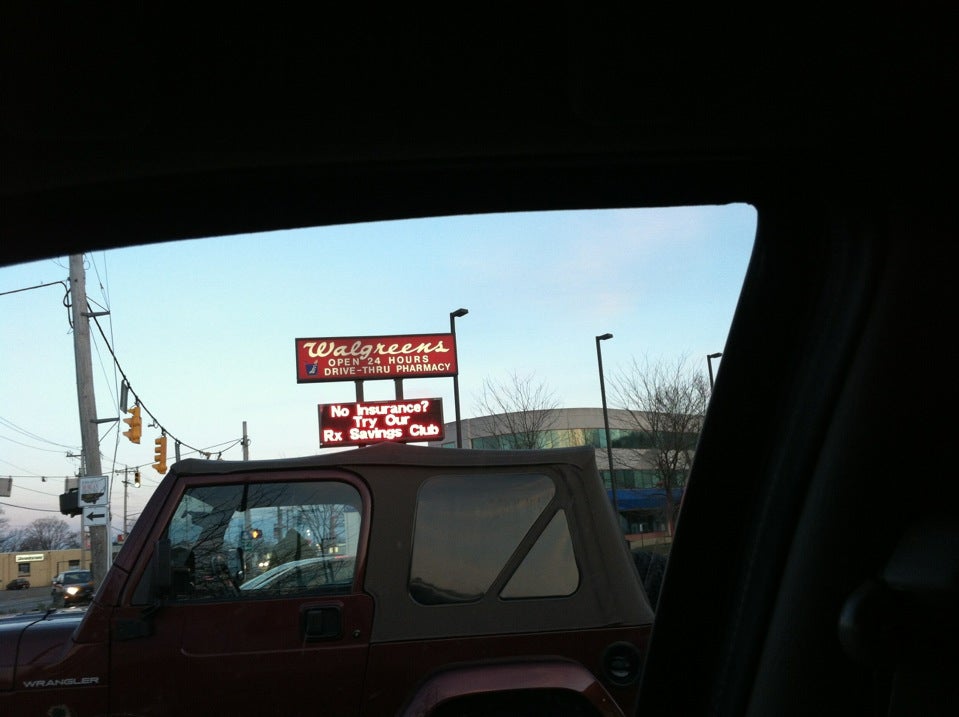 Walgreens
OPEN 24 HOURS
DRIVE-THRU PHARMACY
No Insurance?
Try Our
Rx Savings Club
WRANGLER